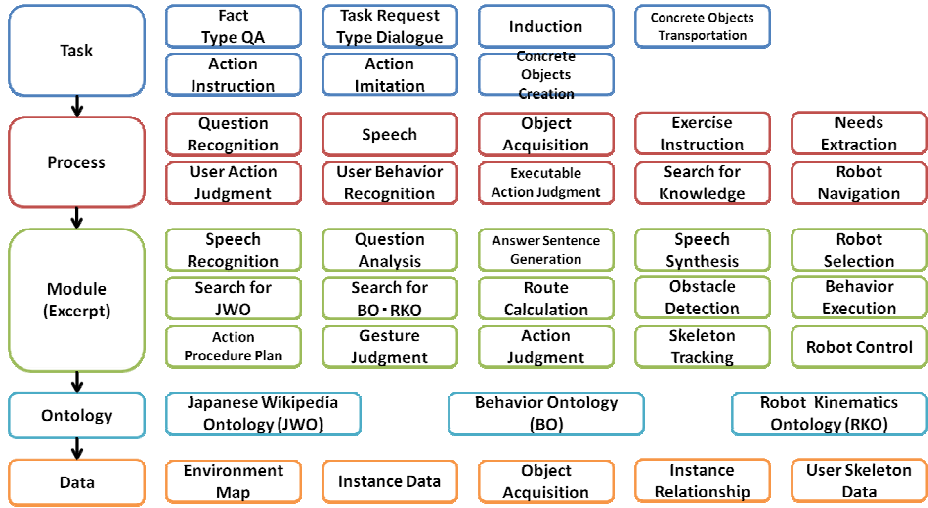 Task
Fact
Type QA
Task Request
Type Dialogue
Induction
Concrete Objects
Transportation
Action
Instruction
Action
Imitation
Concrete
Objects
Creation
Process
Question
Recognition
Speech
Object
Acquisition
Exercise
Instruction
Needs
Extraction
User Action
Judgment
User Behavior
Recognition
Executable
Action Judgment
Search for
Knowledge
Robot
Navigation
Module
(Excerpt)
Speech
Recognition
Question
Analysis
Answer Sentence
Generation
Speech
Synthesis
Robot
Selection
Search for
JWO
Search for
BO・RKO
Route
Calculation
Obstacle
Detection
Behavior
Execution
Action
Procedure Plan
Gesture
Judgment
Action
Judgment
Skeleton
Tracking
Robot Control
Ontology
Japanese Wikipedia
Ontology (JWO)
Behavior Ontology
(BO)
Robot Kinematics
Ontology (RKO)
Data
Environment
Map
Instance Data
Object
Acquisition
Instance
Relationship
User Skeleton
Data